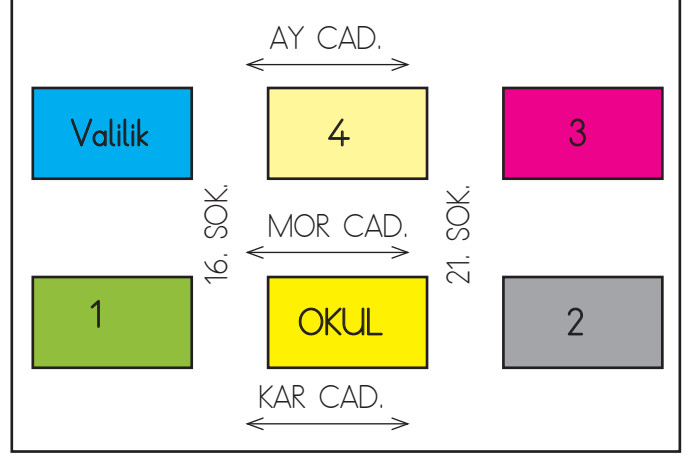 AY CAD.
Valilik
4
3
16. SOK.
MOR CAD.
21. SOK.
1
OKUL
2
KAR CAD.